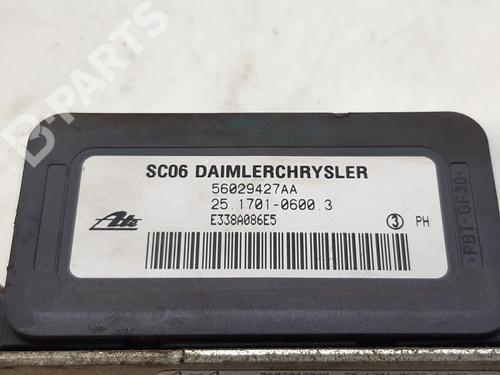 B-PARTS
SC06 DAIMLERCHRYSLER
56029427AA
25.1701-0600.3
E338A086E5
Ate
3 PH
>PBT-GF30<